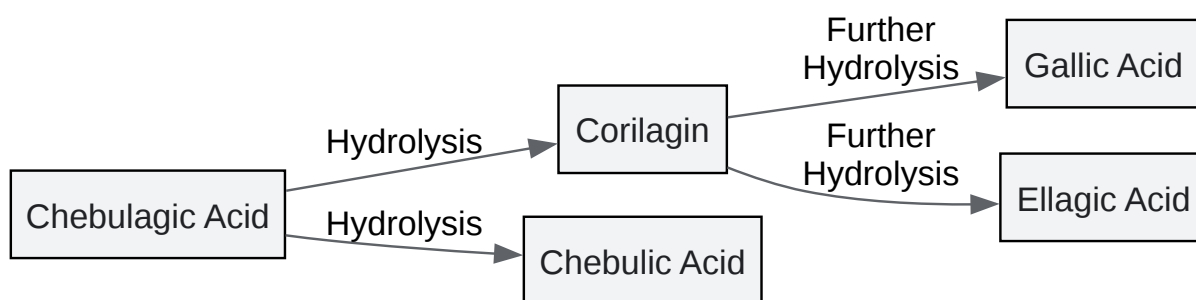 Further
Hydrolysis
Gallic Acid
Corilagin
Hydrolysis
Further
Hydrolysis
Ellagic Acid
Chebulagic Acid
Hydrolysis
Chebulic Acid